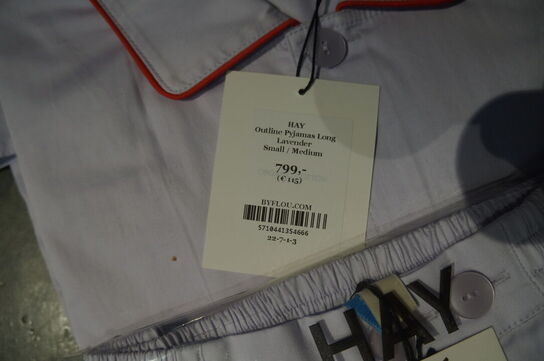 HAY
Outline Pyjamas Long
Lavender
Small / Medium
799,-
(€ 115)
BYFLOU.COM
5710441354666
22-7-1-3
HAY